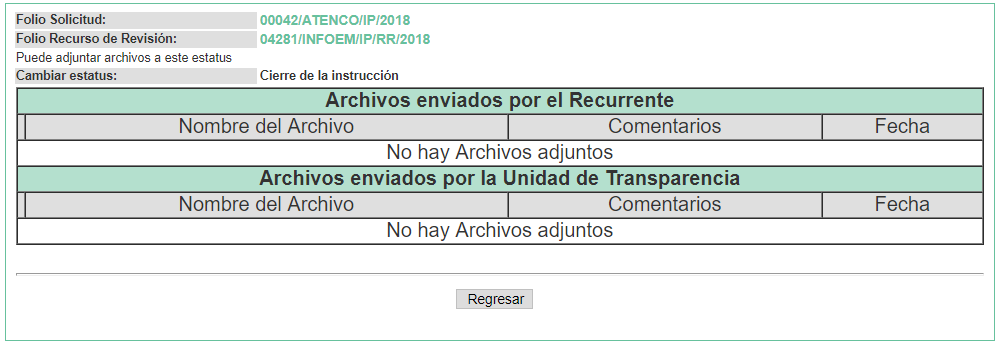 Folio Solicitud: 00042/ATENCO/IP/2018
Folio Recurso de Revisión: 04281/INFOEM/IP/RR/2018
Puede adjuntar archivos a este estatus
Cambiar estatus: Cierre de la instrucción
Archivos enviados por el Recurrente
Nombre del Archivo Comentarios Fecha
No hay Archivos adjuntos
Archivos enviados por la Unidad de Transparencia
Nombre del Archivo Comentarios Fecha
No hay Archivos adjuntos
Regresar